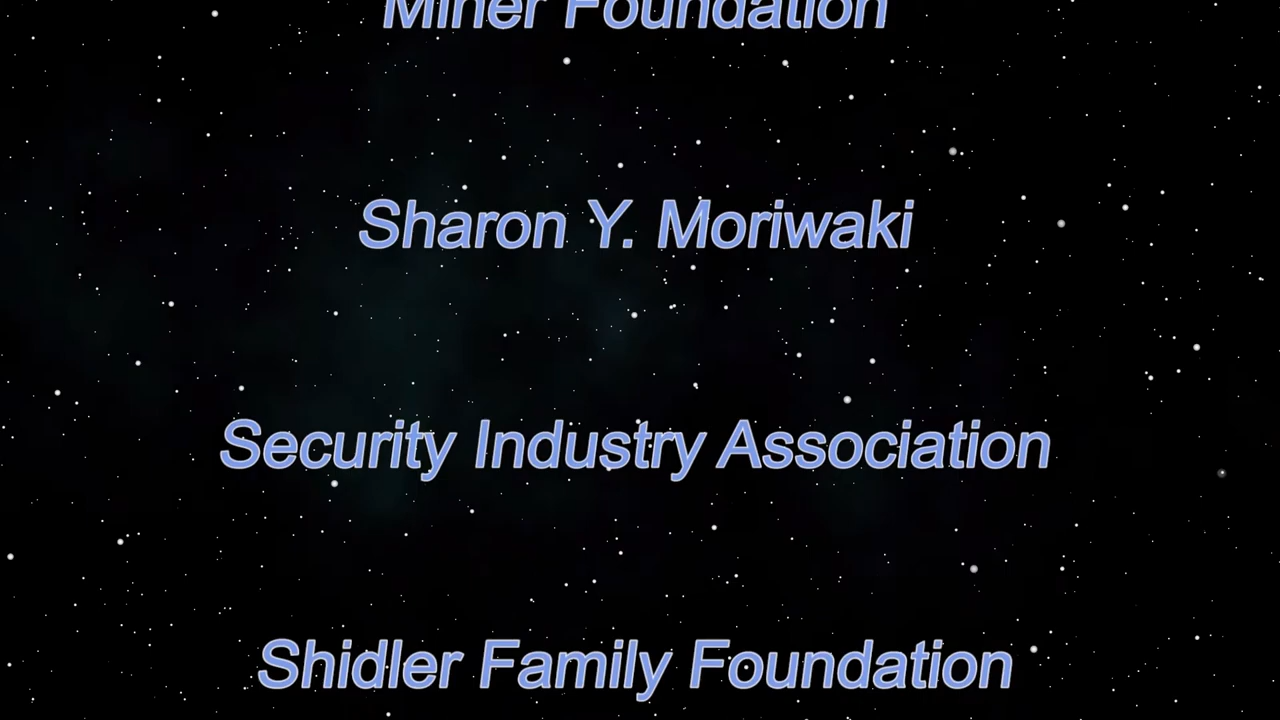 Miner Foundation
Sharon Y. Moriwaki
Security Industry Association
Shidler Family Foundation